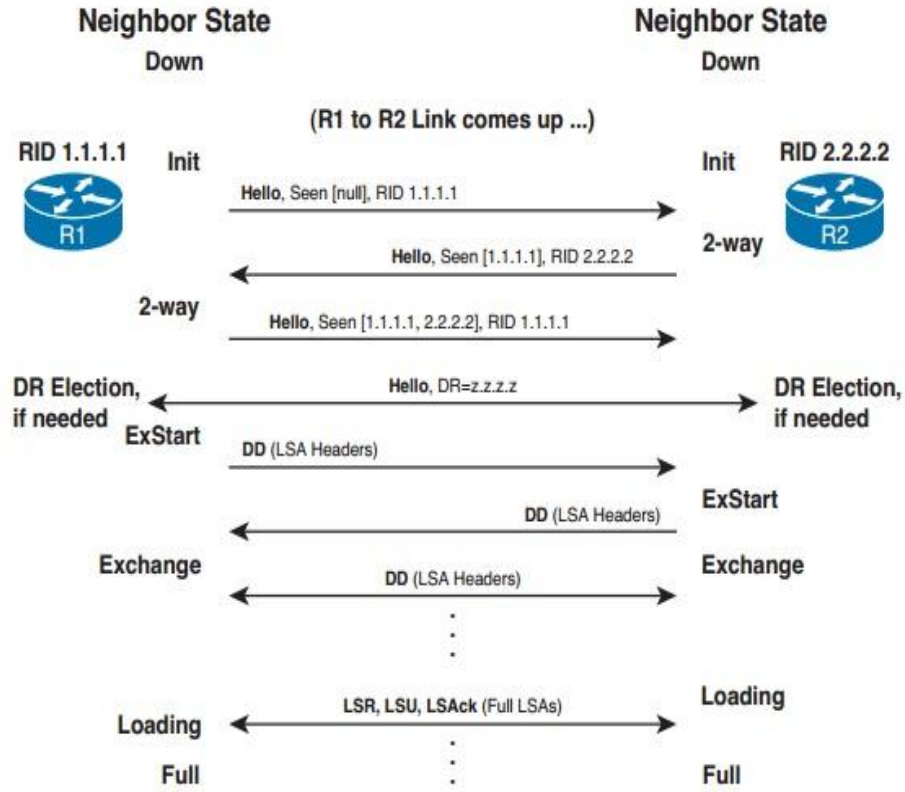 Neighbor State
Neighbor State
Down
Down
(R1 to R2 Link comes up ...)
RID 1.1.1.1
Init
Init
RID 2.2.2.2
Hello, Seen [null], RID 1.1.1.1
R1
R2
2-way
Hello, Seen [1.1.1.1], RID 2.2.2.2
2-way
Hello, Seen [1.1.1.1, 2.2.2.2], RID 1.1.1.1
DR Election,
if needed
Hello, DR=z.z.z.z
DR Election,
if needed
ExStart
DD (LSA Headers)
ExStart
DD (LSA Headers)
Exchange
Exchange
DD (LSA Headers)
LSR, LSU, LSAck (Full LSAs)
Loading
Loading
Full
Full